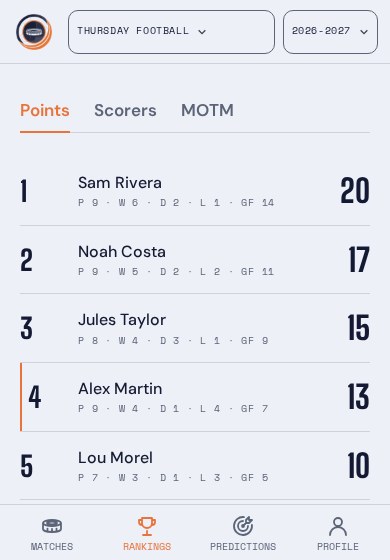 THURSDAY FOOTBALL
2026-2027
Points Scorers MOTM
1 Sam Rivera 20
P 9 · W 6 · D 2 · L 1 · GF 14
2 Noah Costa 17
P 9 · W 5 · D 2 · L 2 · GF 11
3 Jules Taylor 15
P 8 · W 4 · D 3 · L 1 · GF 9
4 Alex Martin 13
P 9 · W 4 · D 1 · L 4 · GF 7
5 Lou Morel 10
P 7 · W 3 · D 1 · L 3 · GF 5
MATCHES RANKINGS PREDICTIONS PROFILE